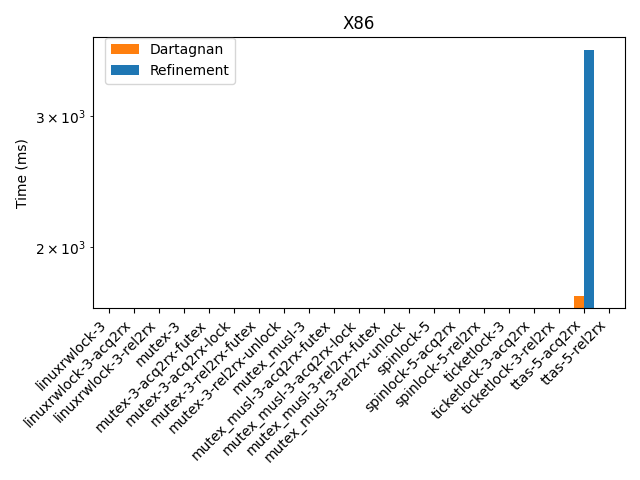 X86
Dartagnan
Refinement
Time (ms)
3 × 10³
2 × 10³
linuxrwlock-3
linuxrwlock-3-acq2rx
linuxrwlock-3-rel2rx
mutex-3
mutex-3-acq2rx-futex
mutex-3-acq2rx-lock
mutex-3-rel2rx-futex
mutex-3-rel2rx-unlock
mutex_musl-3
mutex_musl-3-acq2rx-futex
mutex_musl-3-acq2rx-lock
mutex_musl-3-rel2rx-futex
mutex_musl-3-rel2rx-unlock
spinlock-5
spinlock-5-acq2rx
spinlock-5-rel2rx
ticketlock-3
ticketlock-3-acq2rx
ticketlock-3-rel2rx
ttas-5-acq2rx
ttas-5-rel2rx